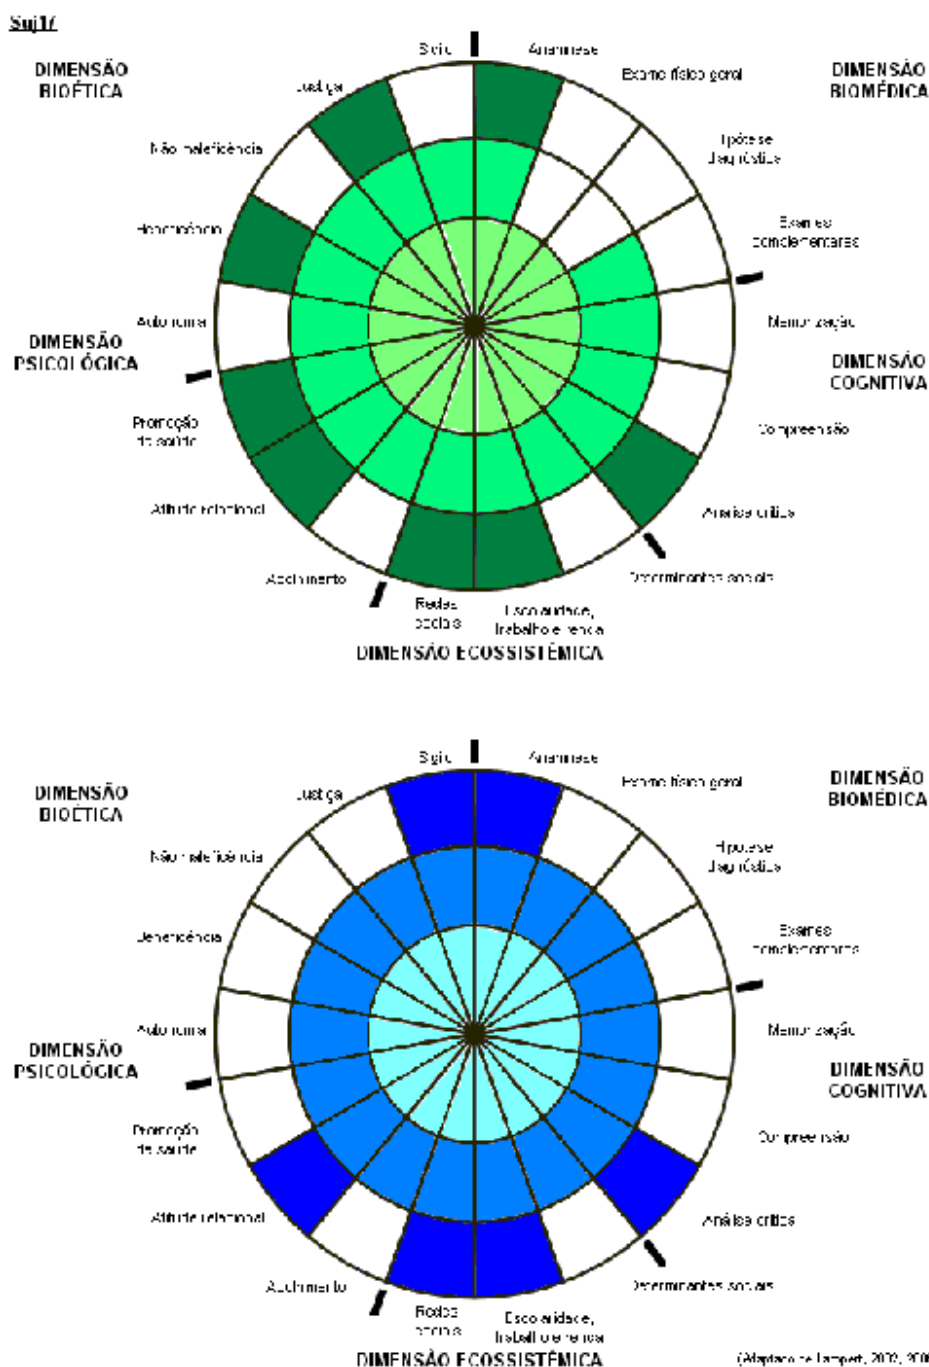 Suj17
Sigilo
Anamnese
DIMENSÃO
BIOÉTICA
Justiça
Exame físico geral
DIMENSÃO
BIOMÉDICA
Não maleficência
Hipótese
diagnóstica
Beneficência
Exames
complementares
Autonomia
Memorização
DIMENSÃO
PSICOLÓGICA
DIMENSÃO
COGNITIVA
Promoção
da saúde
Compreensão
Atitude relacional
Análise crítica
Acolhimento
Determinantes sociais
Redes
sociais
Escolaridade,
trabalho e renda
DIMENSÃO ECOSSISTÊMICA
Sigilo
Anamnese
DIMENSÃO
BIOÉTICA
Justiça
Exame físico geral
DIMENSÃO
BIOMÉDICA
Não maleficência
Hipótese
diagnóstica
Beneficência
Exames
complementares
Autonomia
Memorização
DIMENSÃO
PSICOLÓGICA
DIMENSÃO
COGNITIVA
Promoção
da saúde
Compreensão
Atitude relacional
Análise crítica
Acolhimento
Determinantes sociais
Redes
sociais
Escolaridade,
trabalho e renda
DIMENSÃO ECOSSISTÊMICA
(Adaptado de Lampert, 2002,